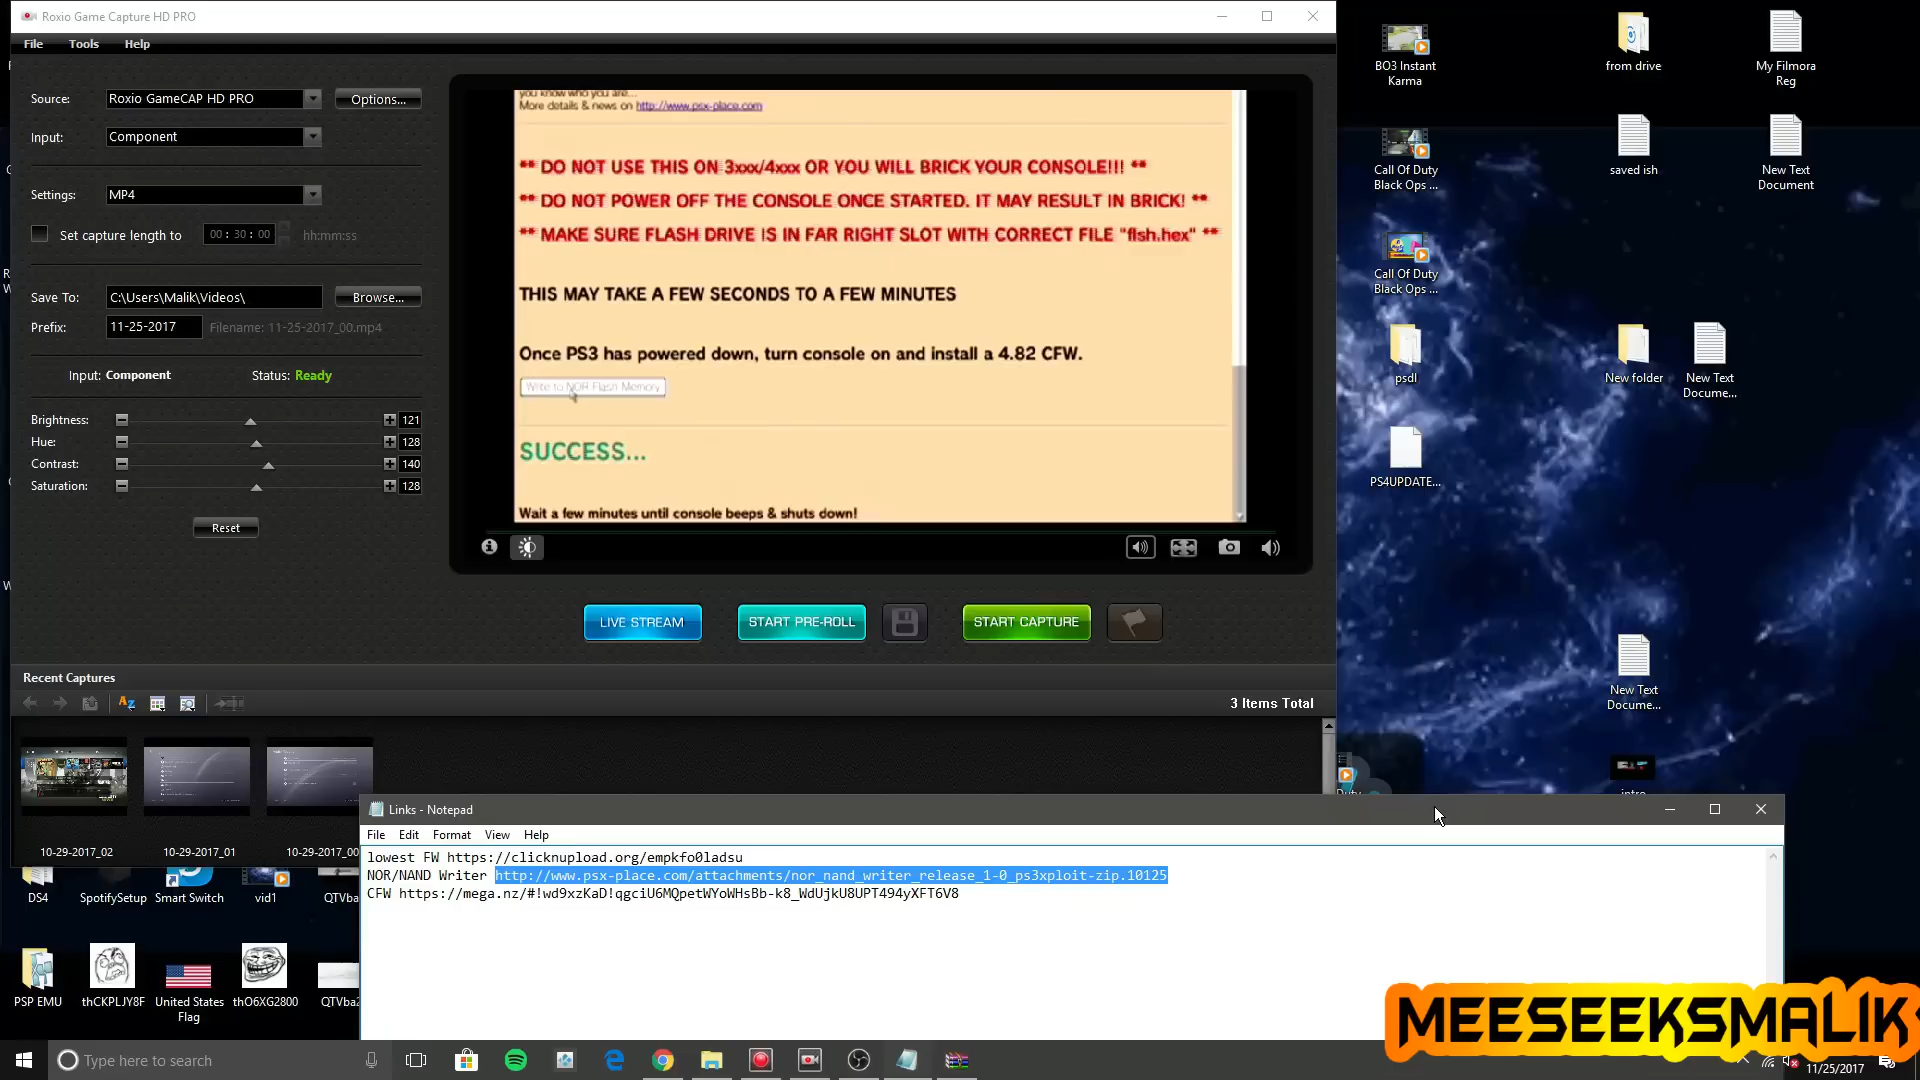 Roxio Game Capture HD PRO
File Tools Help
Source: Roxio GameCAP HD PRO Options...
Input: Component
Settings: MP4
Set capture length to 00 : 30 : 00 hh:mm:ss
Save To: C:\Users\Malik\Videos\ Browse...
Prefix: 11-25-2017 Filename: 11-25-2017_00.mp4
Input: Component Status: Ready
Brightness: 121
Hue: 128
Contrast: 140
Saturation: 128
Reset
you know who you are...
More details & news on http://www.psx-place.com
** DO NOT USE THIS ON 3xxx/4xxx OR YOU WILL BRICK YOUR CONSOLE!!! **
** DO NOT POWER OFF THE CONSOLE ONCE STARTED. IT MAY RESULT IN BRICK! **
** MAKE SURE FLASH DRIVE IS IN FAR RIGHT SLOT WITH CORRECT FILE "flsh.hex" **
THIS MAY TAKE A FEW SECONDS TO A FEW MINUTES
Once PS3 has powered down, turn console on and install a 4.82 CFW.
Write to NOR Flash Memory
SUCCESS...
Wait a few minutes until console beeps & shuts down!
LIVE STREAM START PRE-ROLL START CAPTURE
Recent Captures
3 Items Total
10-29-2017_02 10-29-2017_01 10-29-2017_00
BO3 Instant
Karma
from drive
My Filmora
Reg
Call Of Duty
Black Ops ...
saved ish
New Text
Document
Call Of Duty
Black Ops ...
psdl
New folder
New Text
Docume...
PS4UPDATE...
New Text
Docume...
intro
Duty
Links - Notepad
File Edit Format View Help
lowest FW https://clicknupload.org/empkfo0ladsu
NOR/NAND Writer http://www.psx-place.com/attachments/nor_nand_writer_release_1-0_ps3xploit-zip.10125
CFW https://mega.nz/#!wd9xzKaD!qgciU6MQpetWYoWHsBb-k8_WdUjkU8UPT494yXFT6V8
DS4 SpotifySetup Smart Switch vid1 QTVba
PSP EMU thCKPLJY8F United States
Flag
thO6XG2800 QTVba2
MEESEEKSMALIK
Type here to search
11/25/2017